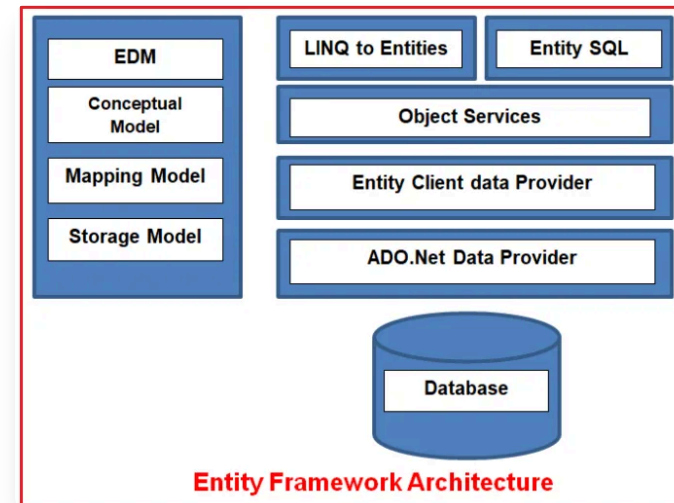 EDM
Conceptual
Model
Mapping Model
Storage Model
LINQ to Entities
Entity SQL
Object Services
Entity Client data Provider
ADO.Net Data Provider
Database
Entity Framework Architecture